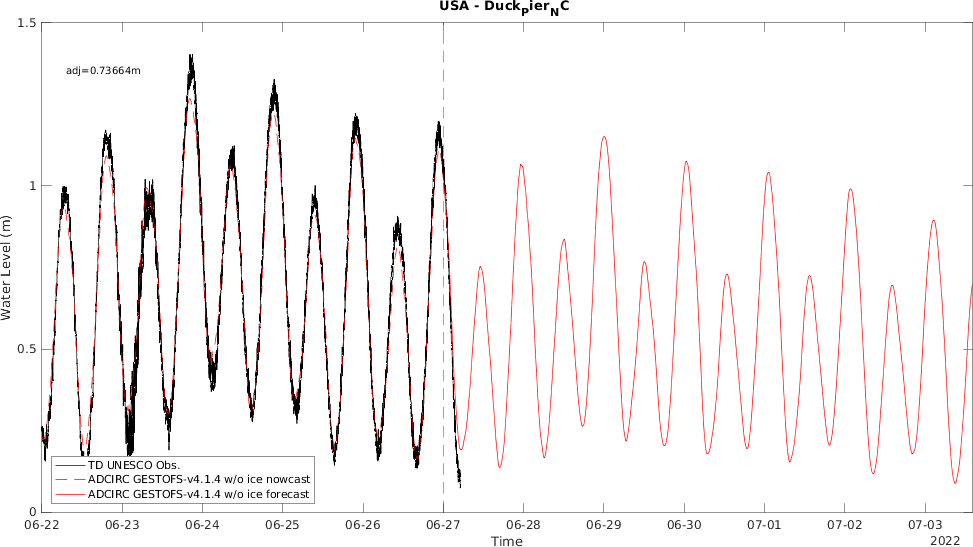 USA - DuckPierNC
1.5
adj=0.73664m
1
Water Level (m)
0.5
TD UNESCO Obs.
ADCIRC GESTOFS-v4.1.4 w/o ice nowcast
ADCIRC GESTOFS-v4.1.4 w/o ice forecast
0
06-22 06-23 06-24 06-25 06-26 06-27 06-28 06-29 06-30 07-01 07-02 07-03
Time
2022